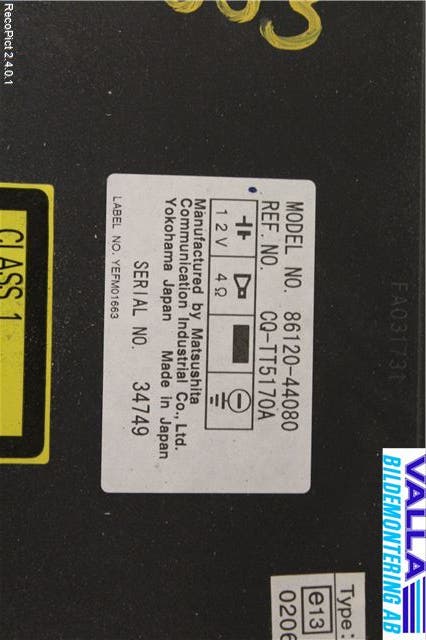 MODEL NO. 86120-44080
REF. NO. CQ-TT5170A
12V 4Ω
Manufactured by Matsushita
Communication Industrial Co., Ltd.
Yokohama Japan Made in Japan
SERIAL NO. 34749
LABEL NO. YEFM01663
CLASS 1
EA031731
Type:
e13
0206
VALLA
BILDEMONTERING AB
RecoPict 2.4.0.1